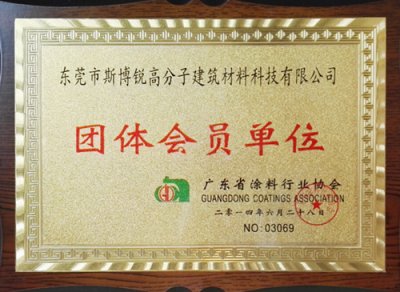 东莞市斯博锐高分子建筑材料科技有限公司
团体会员单位
广东省涂料行业协会
GUANGDONG COATINGS ASSOCIATION
二零一四年六月二十八日
NO: 03069